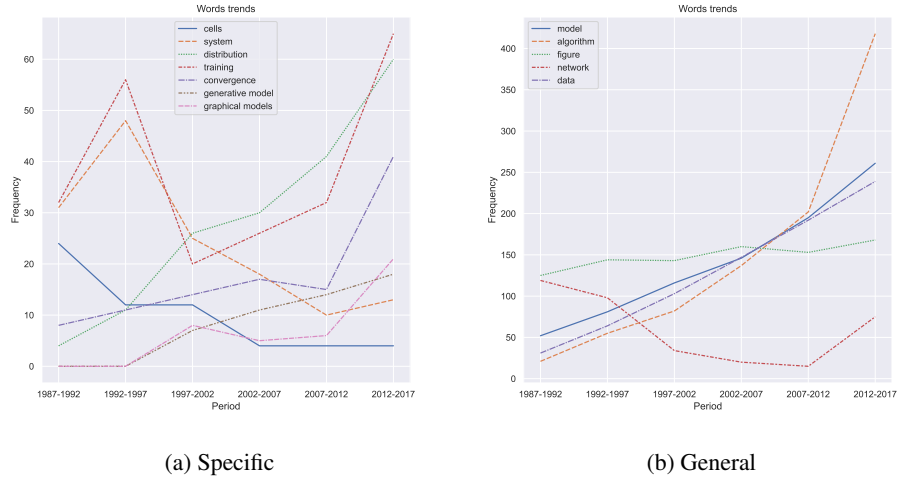 Words trends
cells
system
distribution
training
convergence
generative model
graphical models
60
50
40
30
20
10
0
Frequency
1987-1992
1992-1997
1997-2002
2002-2007
2007-2012
2012-2017
Period
(a) Specific
Words trends
model
algorithm
figure
network
data
400
350
300
250
200
150
100
50
0
Frequency
1987-1992
1992-1997
1997-2002
2002-2007
2007-2012
2012-2017
Period
(b) General